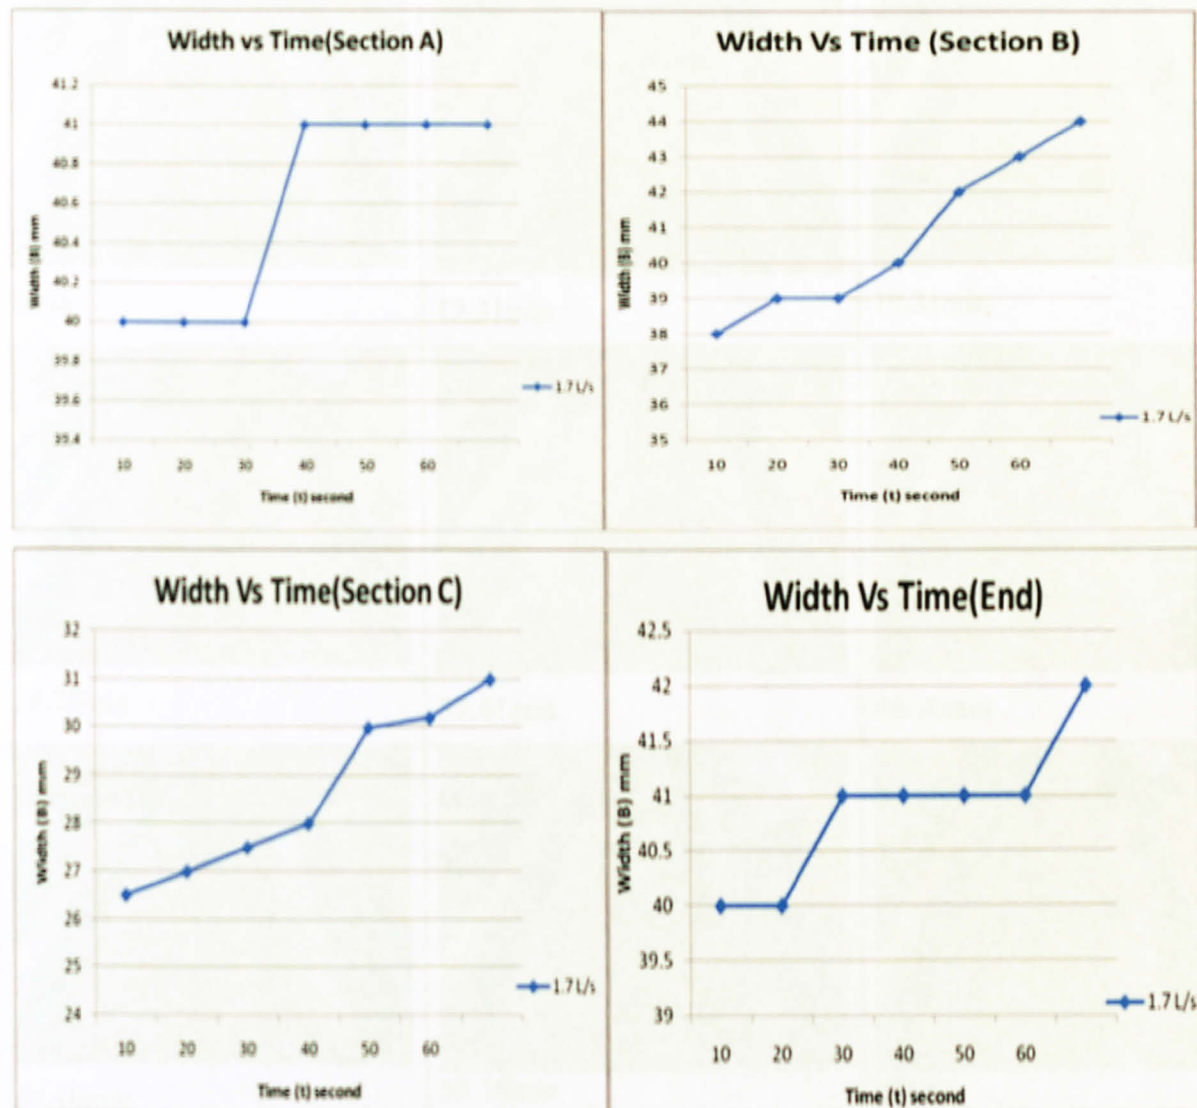 Width vs Time(Section A)
41.2
41
40.8
40.6
40.4
40.2
40
39.8
39.6
39.4
10 20 30 40 50 60
Width (B) mm
Time (t) second
1.7 L/s
Width Vs Time (Section B)
45
44
43
42
41
40
39
38
37
36
35
10 20 30 40 50 60
Width (B) mm
Time (t) second
1.7 L/s
Width Vs Time(Section C)
32
31
30
29
28
27
26
25
24
10 20 30 40 50 60
Width (B) mm
Time (t) second
1.7 L/s
Width Vs Time(End)
42.5
42
41.5
41
40.5
40
39.5
39
10 20 30 40 50 60
Width (B) mm
Time (t) second
1.7 L/s